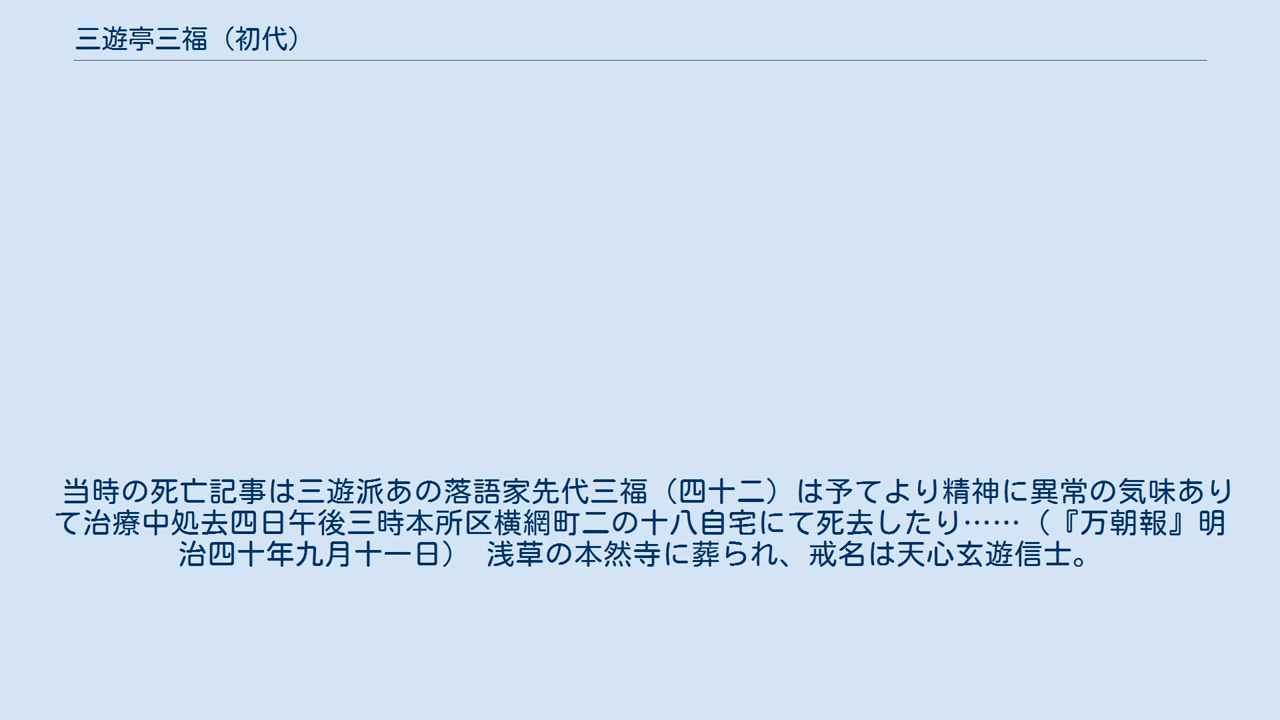 三遊亭三福（初代）
当時の死亡記事は三遊派あの落語家先代三福（四十二）は予てより精神に異常の気味あり
て治療中処去四日午後三時本所区横網町二の十八自宅にて死去したり……（『万朝報』明
治四十年九月十一日）　浅草の本然寺に葬られ、戒名は天心玄遊信士。